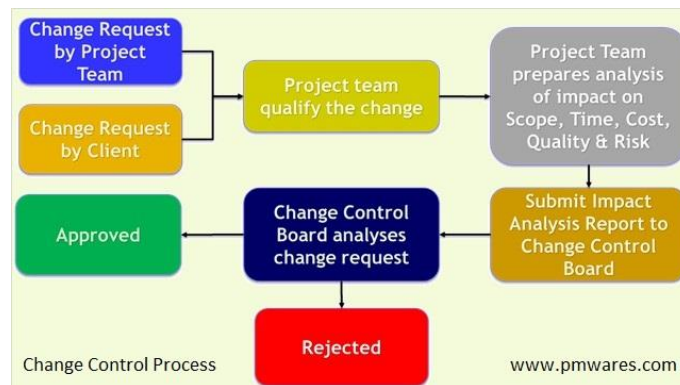 Change Request
by Project
Team
Change Request
by Client
Project team
qualify the change
Project Team
prepares analysis
of impact on
Scope, Time, Cost,
Quality & Risk
Submit Impact
Analysis Report to
Change Control
Board
Change Control
Board analyses
change request
Approved
Rejected
Change Control Process
www.pmwares.com